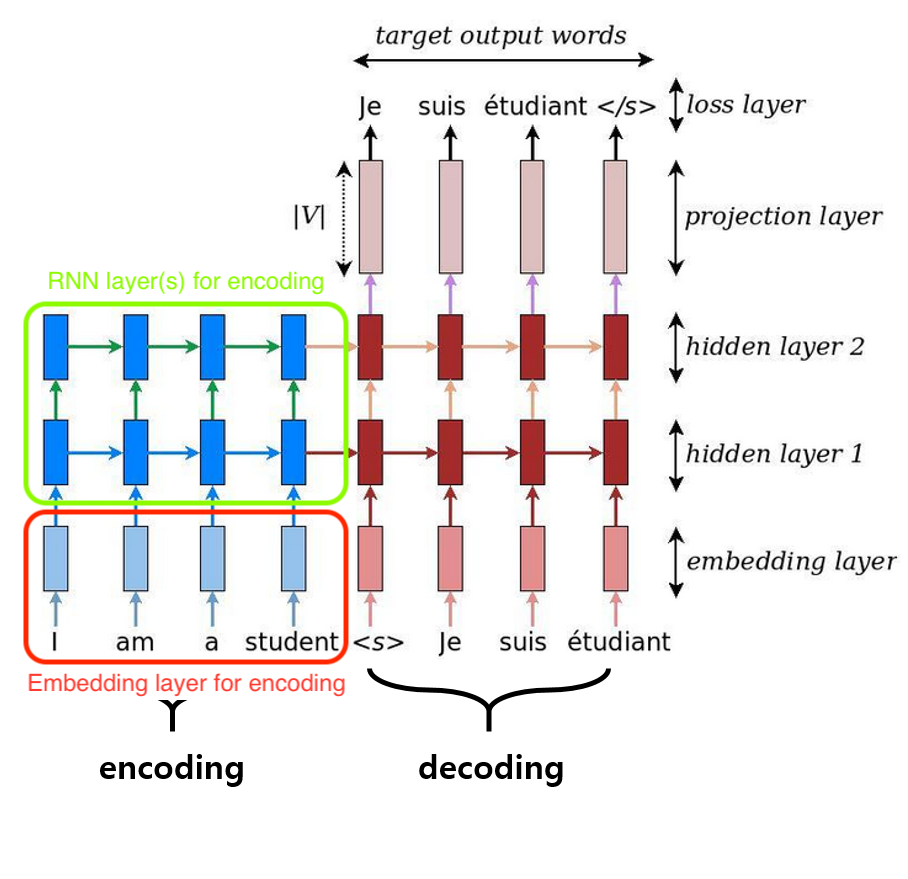 target output words
Je suis étudiant </s> loss layer
|V| projection layer
RNN layer(s) for encoding
hidden layer 2
hidden layer 1
embedding layer
I am a student <s> Je suis étudiant
Embedding layer for encoding
encoding decoding